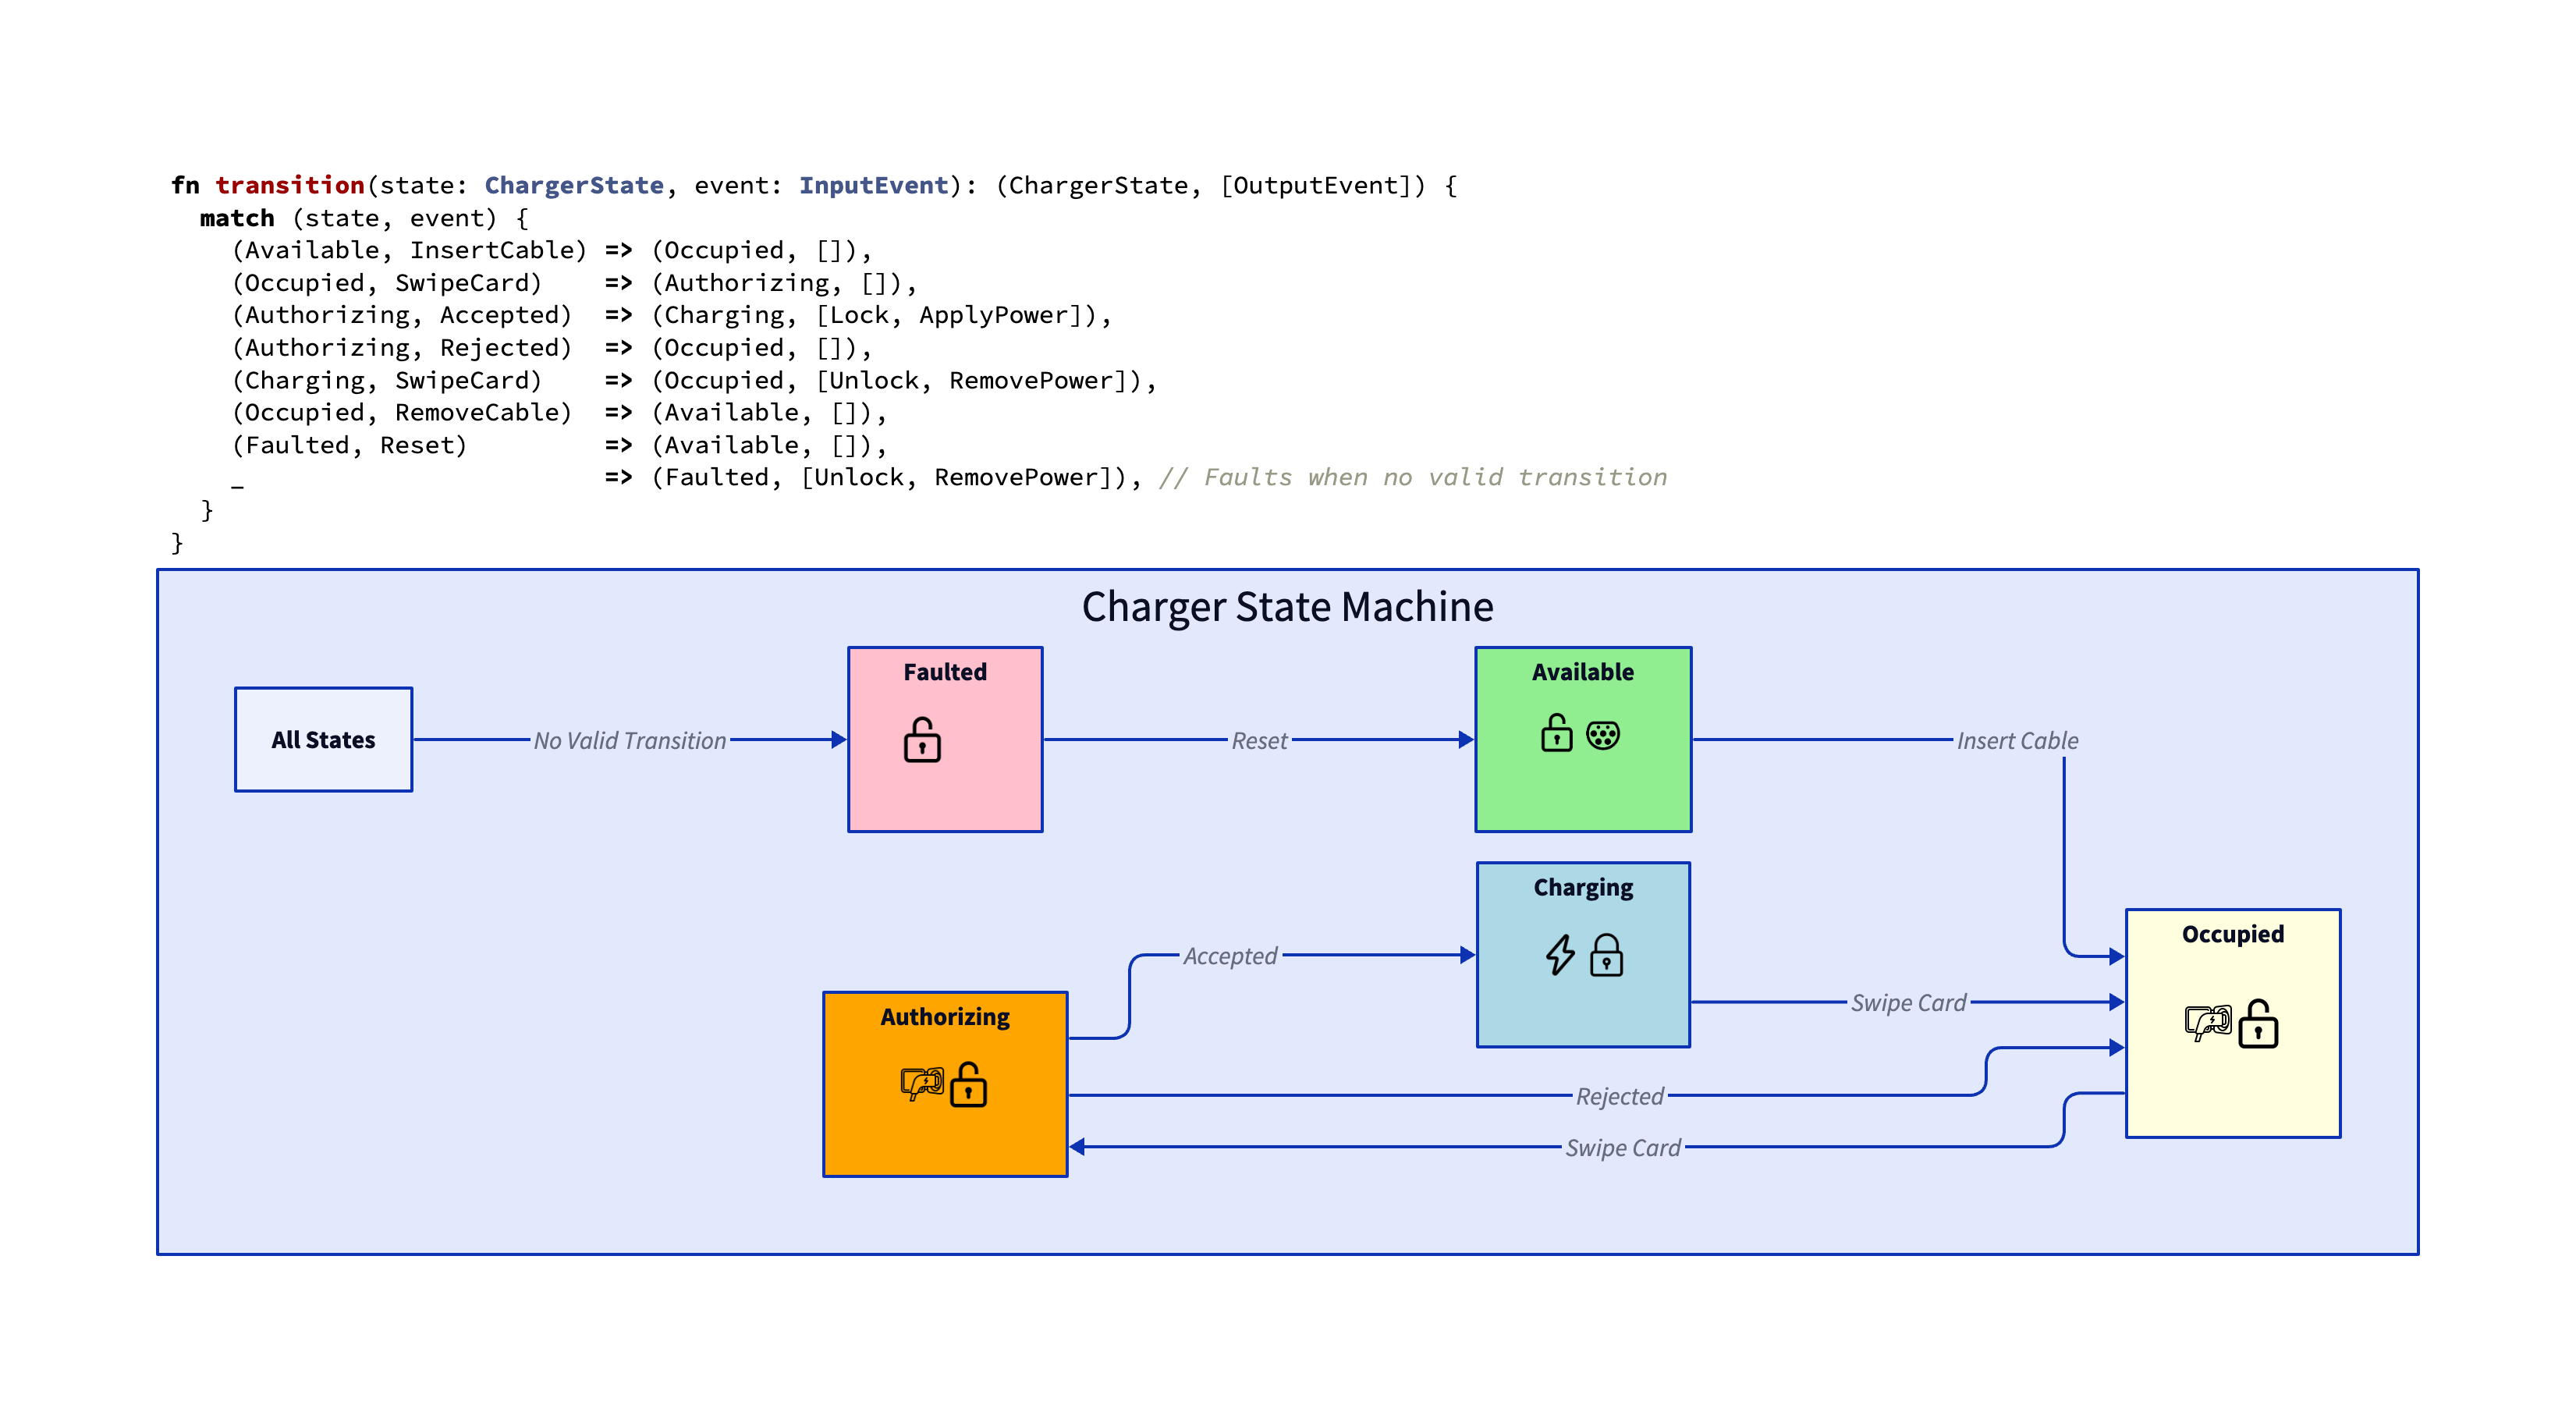 fn transition(state: ChargerState, event: InputEvent): (ChargerState, [OutputEvent]) {
  match (state, event) {
    (Available, InsertCable) => (Occupied, []),
    (Occupied, SwipeCard)    => (Authorizing, []),
    (Authorizing, Accepted)  => (Charging, [Lock, ApplyPower]),
    (Authorizing, Rejected)  => (Occupied, []),
    (Charging, SwipeCard)    => (Occupied, [Unlock, RemovePower]),
    (Occupied, RemoveCable)  => (Available, []),
    (Faulted, Reset)         => (Available, []),
    _                        => (Faulted, [Unlock, RemovePower]), // Faults when no valid transition
  }
}
Charger State Machine
Faulted
Available
All States
No Valid Transition
Reset
Insert Cable
Charging
Occupied
Accepted
Swipe Card
Authorizing
Rejected
Swipe Card